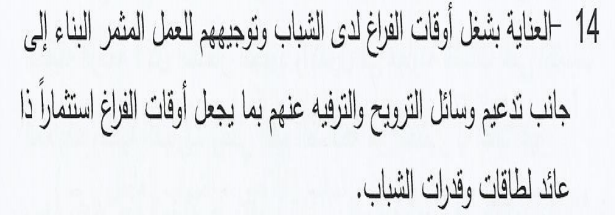 14 -العناية بشغل أوقات الفراغ لدى الشباب وتوجيههم للعمل المثمر البناء إلى
جانب تدعيم وسائل الترويح والترفيه عنهم بما يجعل أوقات الفراغ استثماراً ذا
عائد لطاقات وقدرات الشباب.